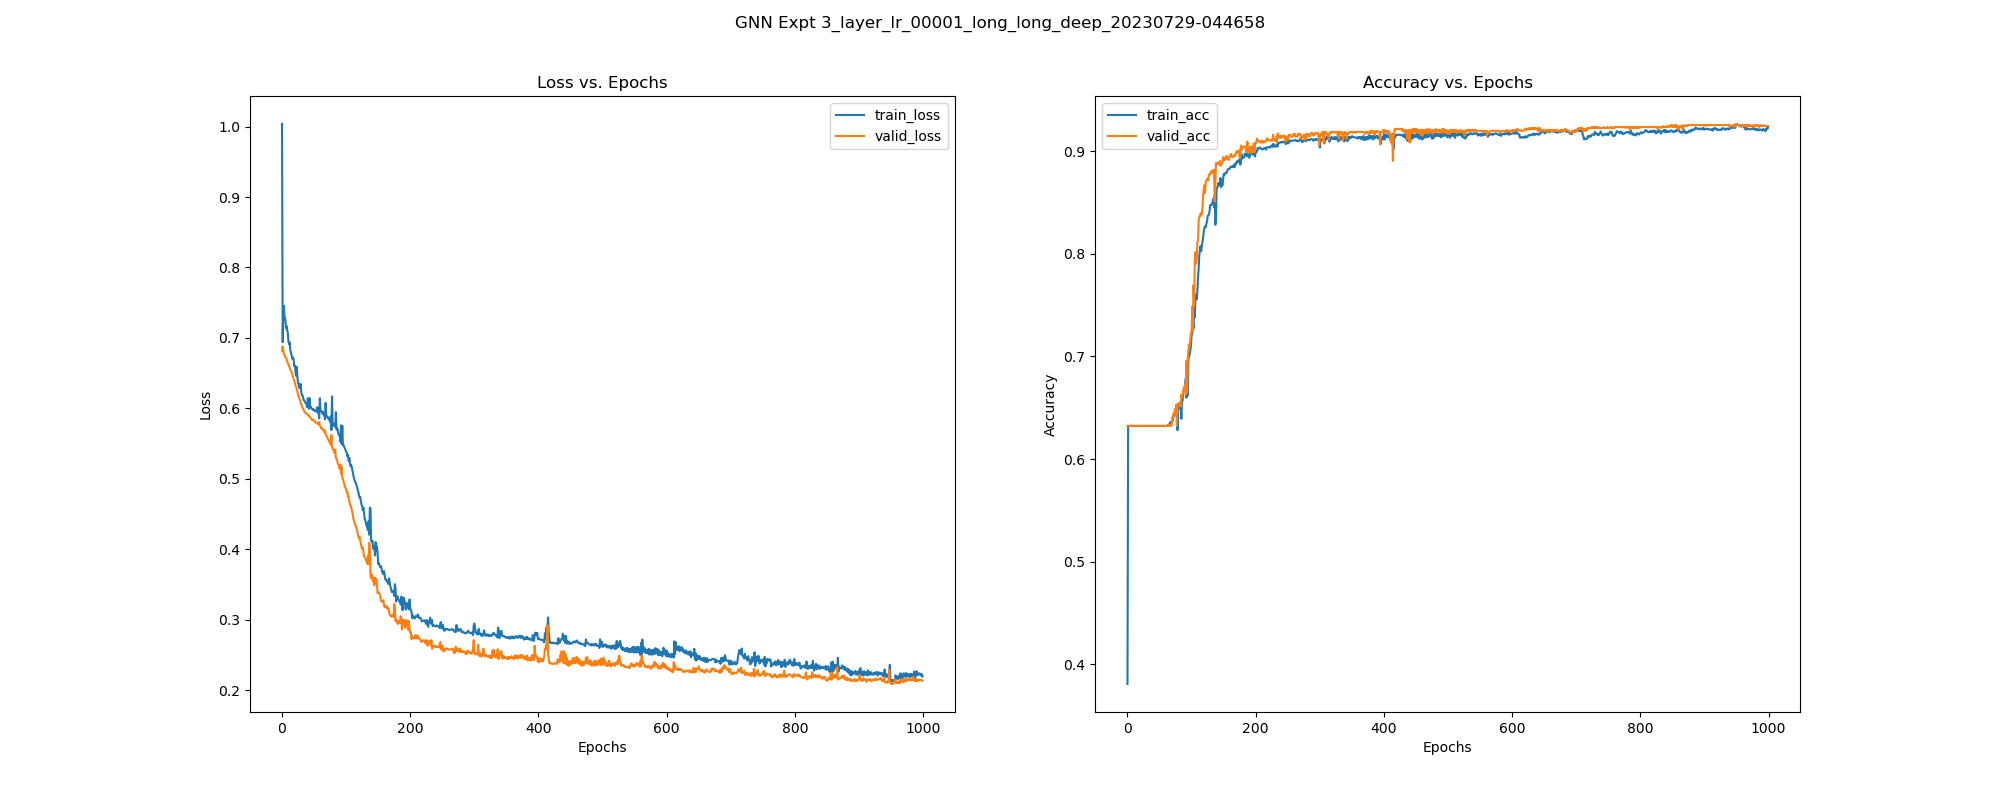 GNN Expt 3_layer_lr_00001_long_long_deep_20230729-044658
Loss vs. Epochs
train_loss
valid_loss
1.0
0.9
0.8
0.7
0.6
0.5
0.4
0.3
0.2
Loss
0 200 400 600 800 1000
Epochs
Accuracy vs. Epochs
train_acc
valid_acc
0.9
0.8
0.7
0.6
0.5
0.4
Accuracy
0 200 400 600 800 1000
Epochs